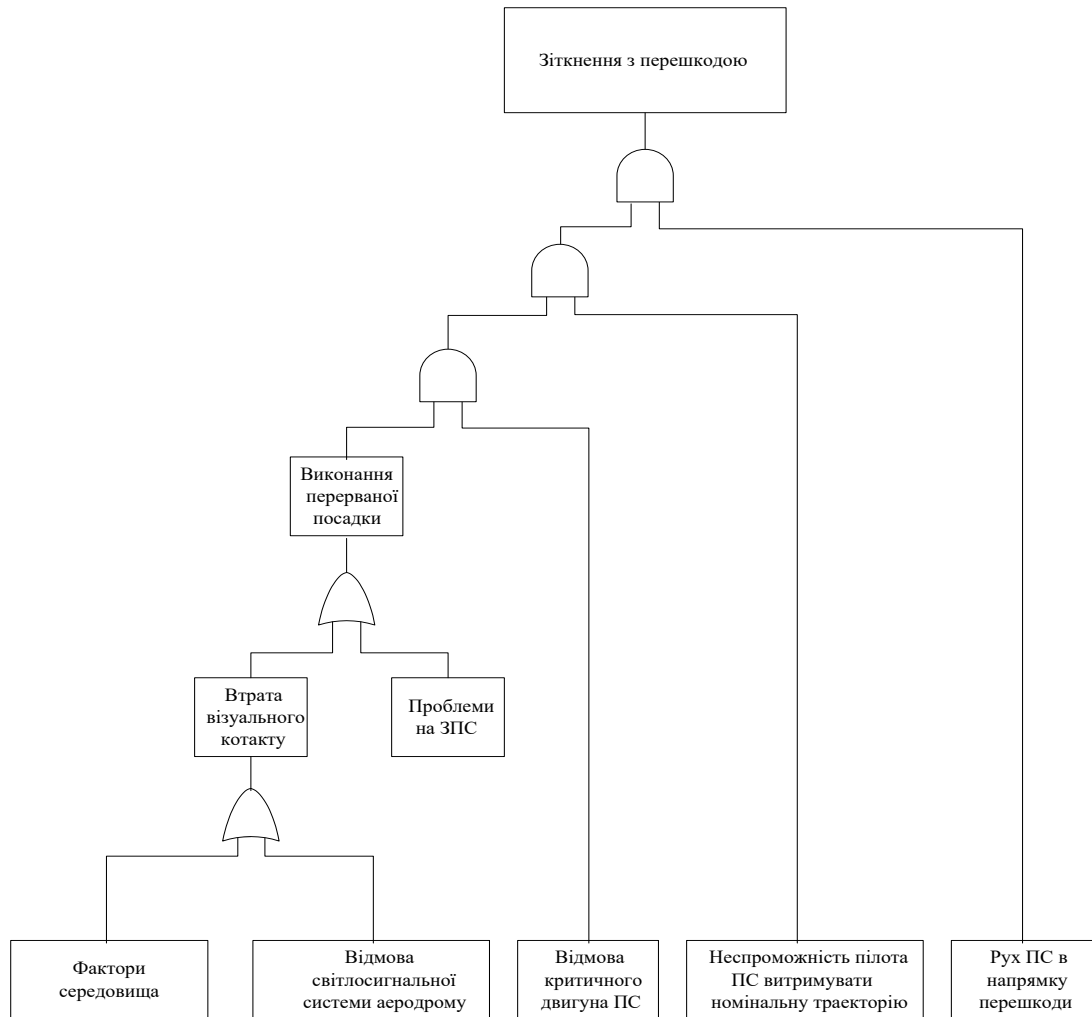 Зіткнення з перешкодою
Виконання
перерваної
посадки
Втрата
візуального
котакту
Проблеми
на ЗПС
Фактори
середовища
Відмова
світлосигнальної
системи аеродрому
Відмова
критичного
двигуна ПС
Неспроможність пілота
ПС витримувати
номінальну траекторію
Рух ПС в
напрямку
перешкоди